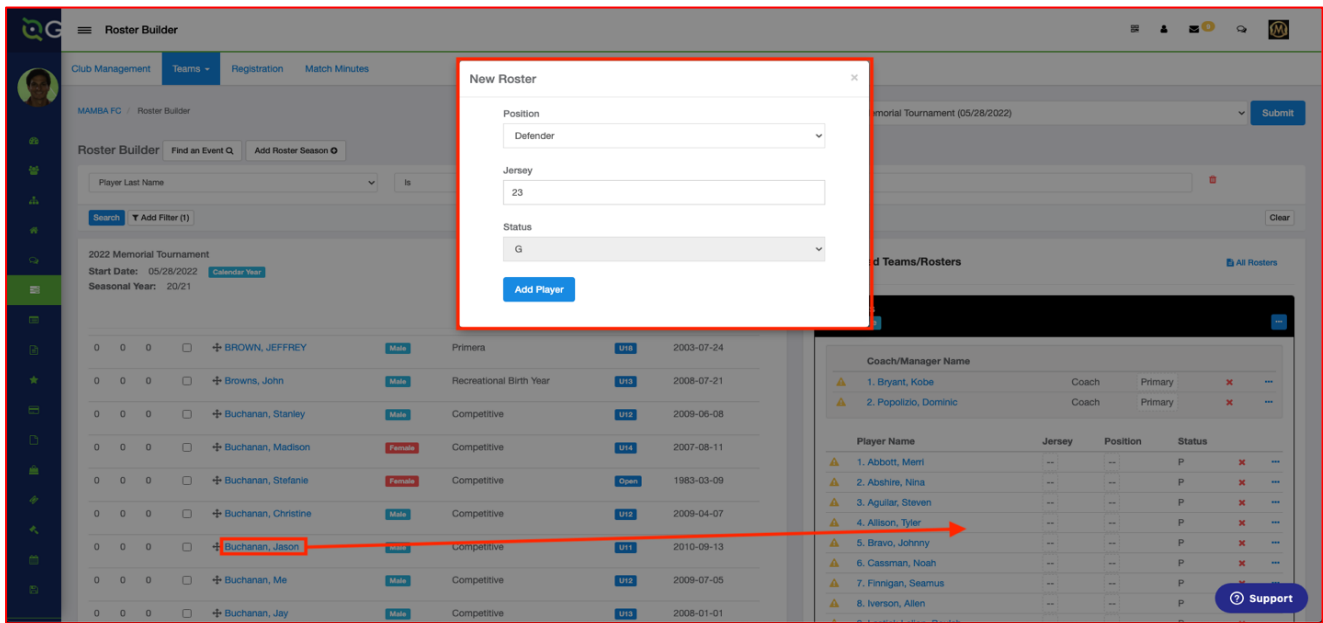 G Roster Builder
0
M
Club Management Teams Registration Match Minutes
MAMBA FC / Roster Builder
emorial Tournament (05/28/2022) Submit
Roster Builder Find an Event Add Roster Season
Player Last Name Is
Search Add Filter (1) Clear
New Roster ×
Position
Defender
Jersey
23
Status
G
Add Player
2022 Memorial Tournament
Start Date: 05/28/2022 Calendar Year
Seasonal Year: 20/21
0 0 0 BROWN, JEFFREY Male Primera U18 2003-07-24
0 0 0 Browns, John Male Recreational Birth Year U13 2008-07-21
0 0 0 Buchanan, Stanley Male Competitive U12 2009-06-08
0 0 0 Buchanan, Madison Female Competitive U14 2007-08-11
0 0 0 Buchanan, Stefanie Female Competitive Open 1983-03-09
0 0 0 Buchanan, Christine Male Competitive U12 2009-04-07
0 0 0 Buchanan, Jason Male Competitive U11 2010-09-13
0 0 0 Buchanan, Me Male Competitive U12 2009-07-05
0 0 0 Buchanan, Jay Male Competitive U13 2008-01-01
d Teams/Rosters All Rosters
Coach/Manager Name
1. Bryant, Kobe Coach Primary
2. Popolizio, Dominic Coach Primary
Player Name Jersey Position Status
1. Abbott, Merri -- -- P
2. Abshire, Nina -- -- P
3. Aguilar, Steven -- -- P
4. Allison, Tyler -- -- P
5. Bravo, Johnny -- -- P
6. Cassman, Noah -- -- P
7. Finnigan, Seamus -- -- P
8. Iverson, Allen -- -- P
Support